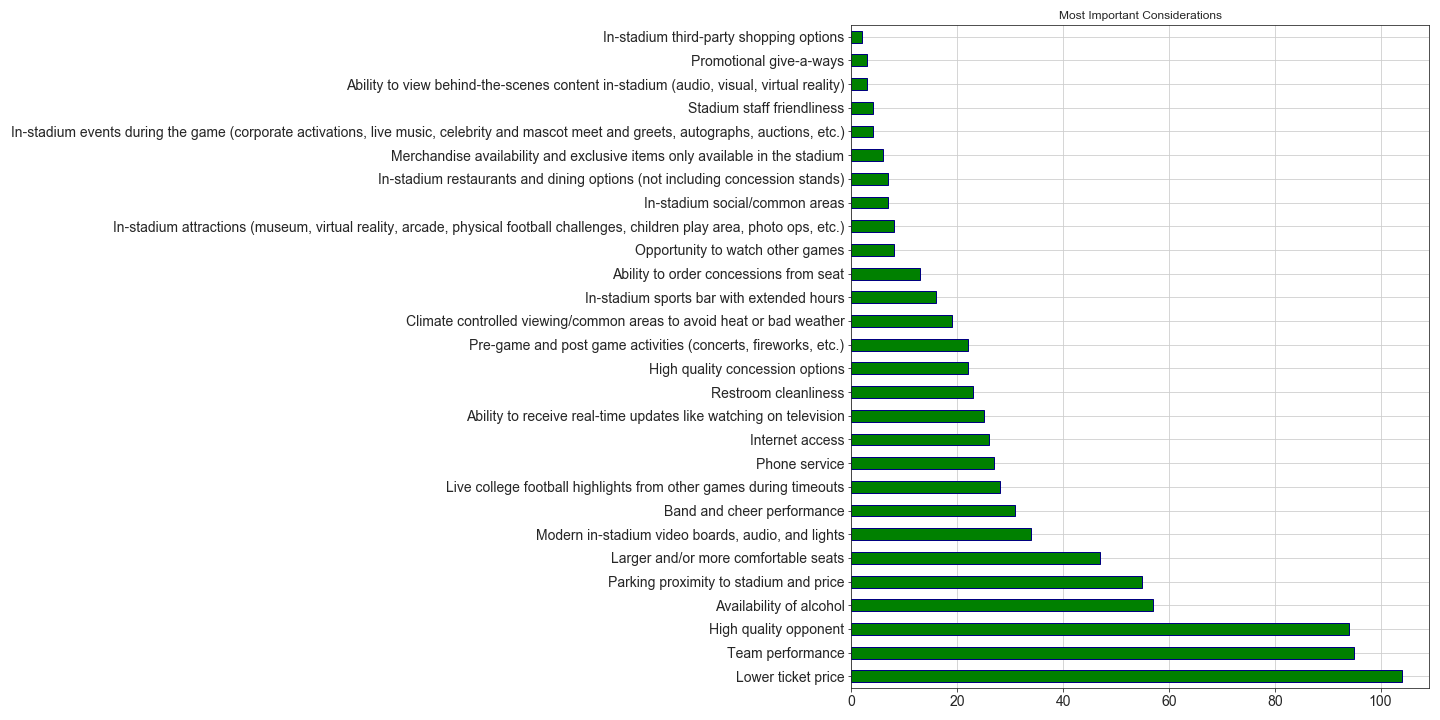 Most Important Considerations
In-stadium third-party shopping options
Promotional give-a-ways
Ability to view behind-the-scenes content in-stadium (audio, visual, virtual reality)
Stadium staff friendliness
In-stadium events during the game (corporate activations, live music, celebrity and mascot meet and greets, autographs, auctions, etc.)
Merchandise availability and exclusive items only available in the stadium
In-stadium restaurants and dining options (not including concession stands)
In-stadium social/common areas
In-stadium attractions (museum, virtual reality, arcade, physical football challenges, children play area, photo ops, etc.)
Opportunity to watch other games
Ability to order concessions from seat
In-stadium sports bar with extended hours
Climate controlled viewing/common areas to avoid heat or bad weather
Pre-game and post game activities (concerts, fireworks, etc.)
High quality concession options
Restroom cleanliness
Ability to receive real-time updates like watching on television
Internet access
Phone service
Live college football highlights from other games during timeouts
Band and cheer performance
Modern in-stadium video boards, audio, and lights
Larger and/or more comfortable seats
Parking proximity to stadium and price
Availability of alcohol
High quality opponent
Team performance
Lower ticket price
0 20 40 60 80 100